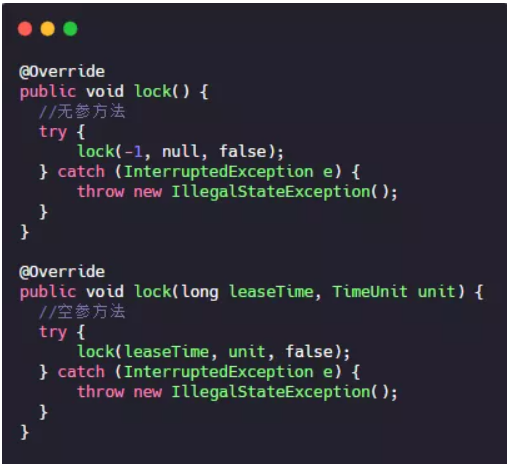 @Override
public void lock() {
  //无参方法
  try {
      lock(-1, null, false);
  } catch (InterruptedException e) {
      throw new IllegalStateException();
  }
}

@Override
public void lock(long leaseTime, TimeUnit unit) {
  //空参方法
  try {
      lock(leaseTime, unit, false);
  } catch (InterruptedException e) {
      throw new IllegalStateException();
  }
}